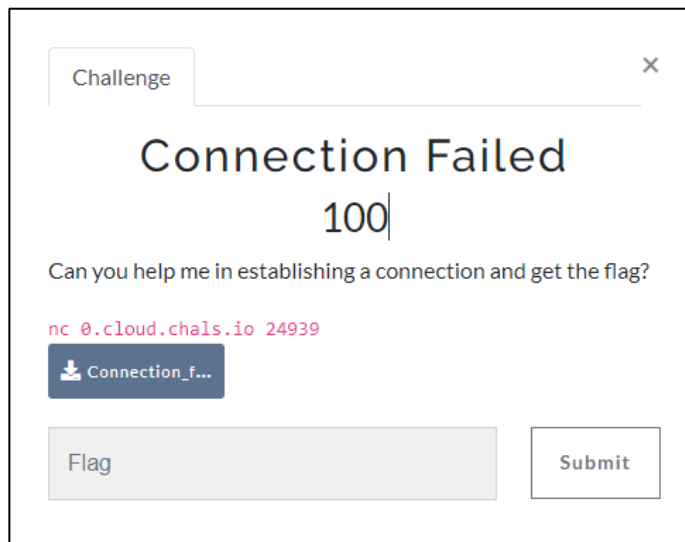 Challenge
×
Connection Failed
100
Can you help me in establishing a connection and get the flag?
nc 0.cloud.chals.io 24939
Connection_f...
Flag
Submit